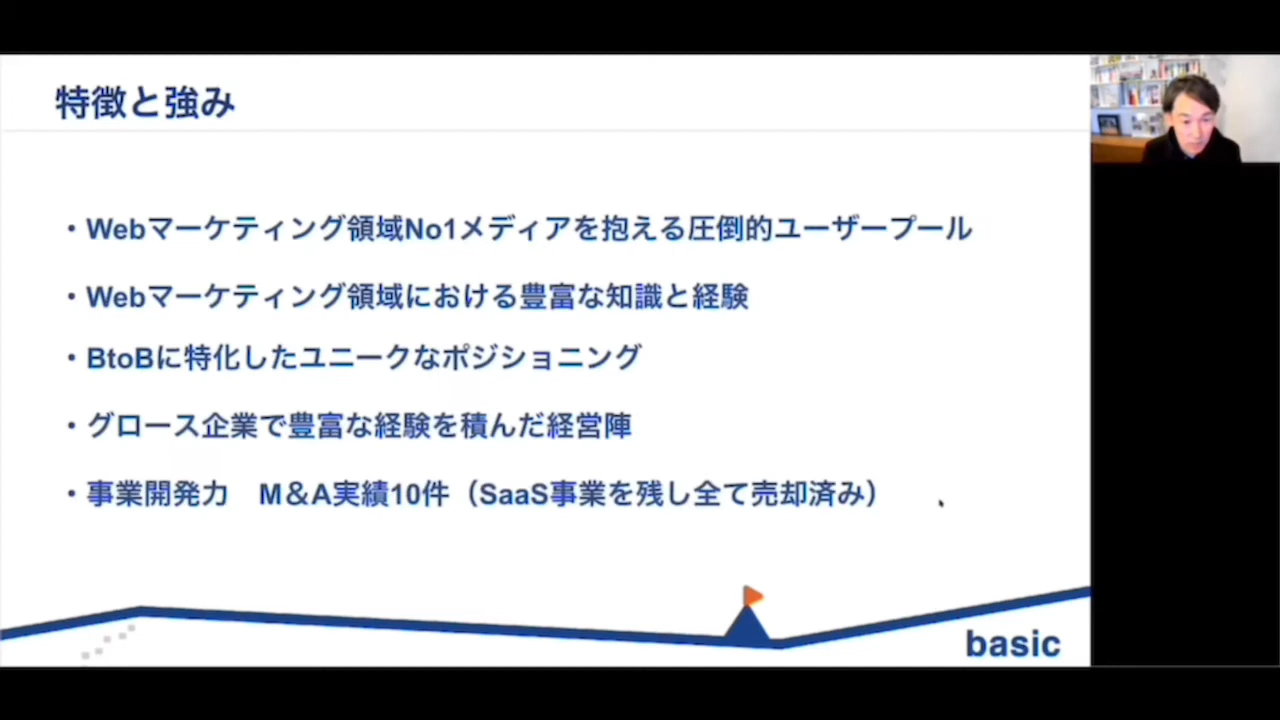 特徴と強み
・Webマーケティング領域No1メディアを抱える圧倒的ユーザープール
・Webマーケティング領域における豊富な知識と経験
・BtoBに特化したユニークなポジショニング
・グロース企業で豊富な経験を積んだ経営陣
・事業開発力　M＆A実績10件（SaaS事業を残し全て売却済み）
basic